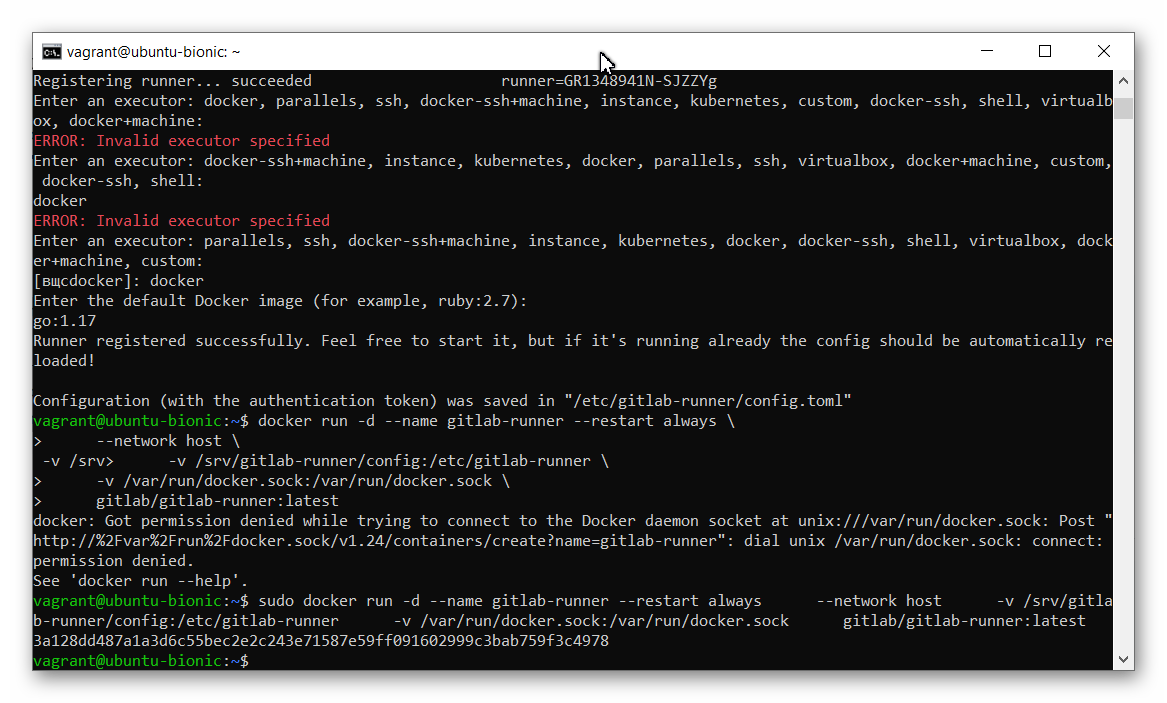 vagrant@ubuntu-bionic: ~
Registering runner... succeeded                     runner=GR1348941N-SJZZYg
Enter an executor: docker, parallels, ssh, docker-ssh+machine, instance, kubernetes, custom, docker-ssh, shell, virtualb
ox, docker+machine:
ERROR: Invalid executor specified
Enter an executor: docker-ssh+machine, instance, kubernetes, docker, parallels, ssh, virtualbox, docker+machine, custom,
 docker-ssh, shell:
docker
ERROR: Invalid executor specified
Enter an executor: parallels, ssh, docker-ssh+machine, instance, kubernetes, docker, docker-ssh, shell, virtualbox, dock
er+machine, custom:
[вщсdocker]: docker
Enter the default Docker image (for example, ruby:2.7):
go:1.17
Runner registered successfully. Feel free to start it, but if it's running already the config should be automatically re
loaded!
Configuration (with the authentication token) was saved in "/etc/gitlab-runner/config.toml"
vagrant@ubuntu-bionic:~$ docker run -d --name gitlab-runner --restart always \
>      --network host \
 -v /srv>      -v /srv/gitlab-runner/config:/etc/gitlab-runner \
>      -v /var/run/docker.sock:/var/run/docker.sock \
>      gitlab/gitlab-runner:latest
docker: Got permission denied while trying to connect to the Docker daemon socket at unix:///var/run/docker.sock: Post "
http://%2Fvar%2Frun%2Fdocker.sock/v1.24/containers/create?name=gitlab-runner": dial unix /var/run/docker.sock: connect:
permission denied.
See 'docker run --help'.
vagrant@ubuntu-bionic:~$ sudo docker run -d --name gitlab-runner --restart always      --network host      -v /srv/gitla
b-runner/config:/etc/gitlab-runner      -v /var/run/docker.sock:/var/run/docker.sock      gitlab/gitlab-runner:latest
3a128dd487a1a3d6c55bec2e2c243e71587e59ff091602999c3bab759f3c4978
vagrant@ubuntu-bionic:~$